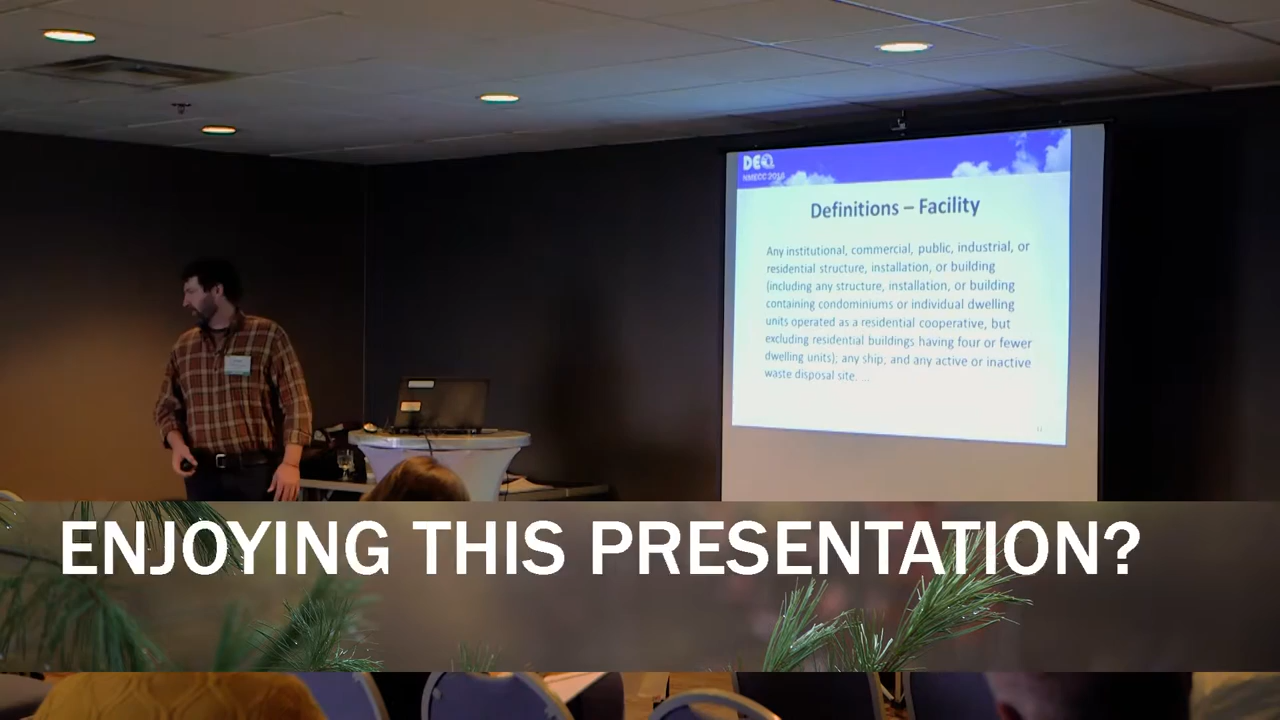 DEQ
NMECC 2016
Definitions – Facility
Any institutional, commercial, public, industrial, or
residential structure, installation, or building
(including any structure, installation, or building
containing condominiums or individual dwelling
units operated as a residential cooperative, but
excluding residential buildings having four or fewer
dwelling units); any ship; and any active or inactive
waste disposal site. ...
ENJOYING THIS PRESENTATION?